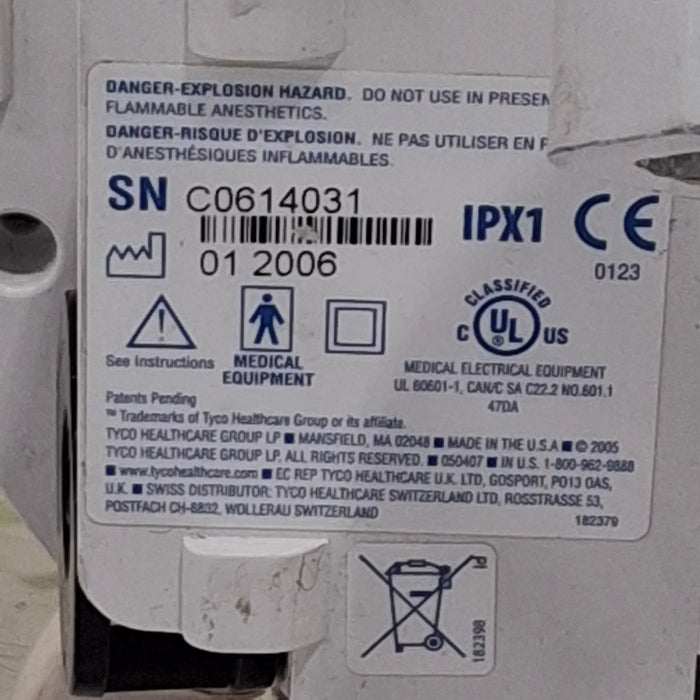 DANGER-EXPLOSION HAZARD. DO NOT USE IN PRESEN
FLAMMABLE ANESTHETICS.
DANGER-RISQUE D'EXPLOSION. NE PAS UTILISER EN P
D'ANESTHÉSIQUES INFLAMMABLES.
SN C0614031
IPX1 CE
0123
01 2006
CLASSIFIED
C UL ® US
See Instructions
MEDICAL
EQUIPMENT
MEDICAL ELECTRICAL EQUIPMENT
UL 60601-1, CAN/C SA C22.2 NO.601.1
47DA
Patents Pending
™ Trademarks of Tyco Healthcare Group or its affiliate.
TYCO HEALTHCARE GROUP LP ■ MANSFIELD, MA 02048 ■ MADE IN THE U.S.A ■ © 2005
TYCO HEALTHCARE GROUP LP. ALL RIGHTS RESERVED. ■ 050407 ■ IN U.S. 1-800-962-9888
■ www.tycohealthcare.com ■ EC REP TYCO HEALTHCARE U.K. LTD, GOSPORT, PO13 0AS,
U.K. ■ SWISS DISTRIBUTOR: TYCO HEALTHCARE SWITZERLAND LTD, ROSSTRASSE 53,
POSTFACH CH-8832, WOLLERAU SWITZERLAND
182379
PI
182398